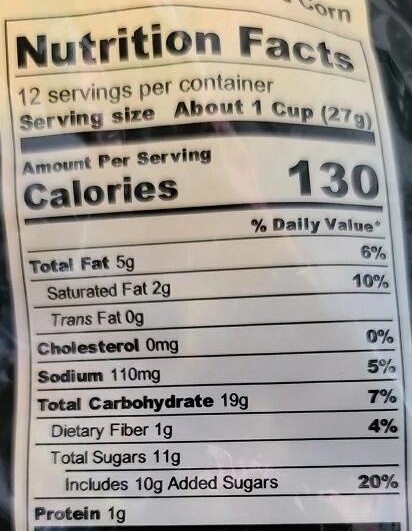 Corn
Nutrition Facts
12 servings per container
Serving size About 1 Cup (27g)
Amount Per Serving
Calories 130
% Daily Value*
Total Fat 5g 6%
Saturated Fat 2g 10%
Trans Fat 0g
Cholesterol 0mg 0%
Sodium 110mg 5%
Total Carbohydrate 19g 7%
Dietary Fiber 1g 4%
Total Sugars 11g
Includes 10g Added Sugars 20%
Protein 1g